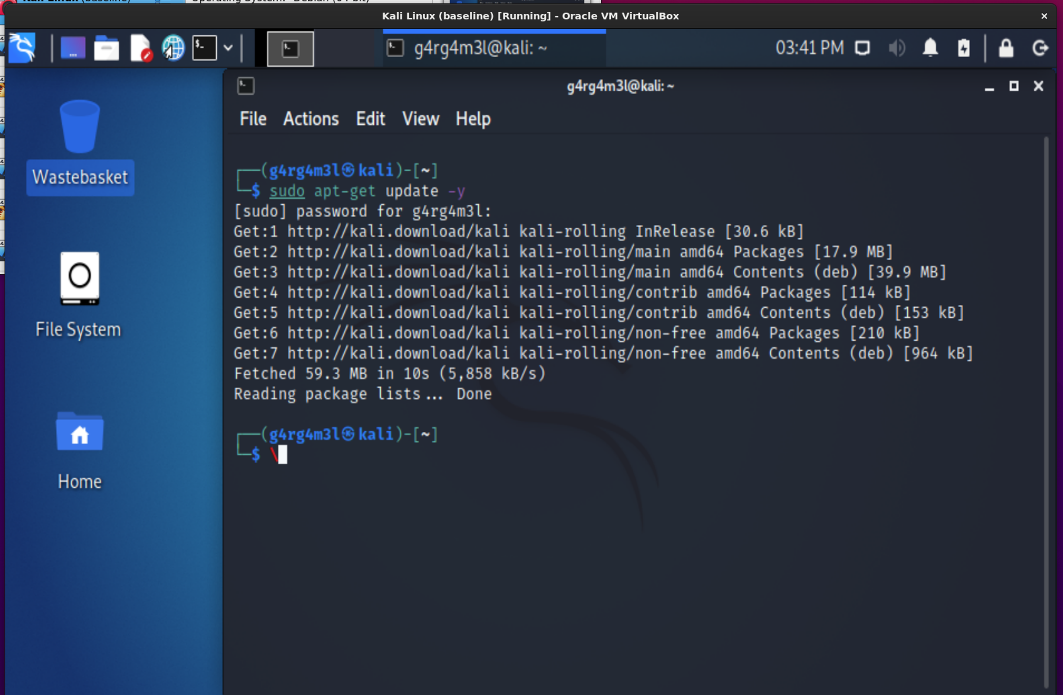 Kali Linux (baseline) [Running] - Oracle VM VirtualBox
g4rg4m3l@kali: ~
03:41 PM
g4rg4m3l@kali: ~
File Actions Edit View Help
Wastebasket
File System
Home
┌──(g4rg4m3l㉿kali)-[~]
└─$ sudo apt-get update -y
[sudo] password for g4rg4m3l:
Get:1 http://kali.download/kali kali-rolling InRelease [30.6 kB]
Get:2 http://kali.download/kali kali-rolling/main amd64 Packages [17.9 MB]
Get:3 http://kali.download/kali kali-rolling/main amd64 Contents (deb) [39.9 MB]
Get:4 http://kali.download/kali kali-rolling/contrib amd64 Packages [114 kB]
Get:5 http://kali.download/kali kali-rolling/contrib amd64 Contents (deb) [153 kB]
Get:6 http://kali.download/kali kali-rolling/non-free amd64 Packages [210 kB]
Get:7 http://kali.download/kali kali-rolling/non-free amd64 Contents (deb) [964 kB]
Fetched 59.3 MB in 10s (5,858 kB/s)
Reading package lists... Done
┌──(g4rg4m3l㉿kali)-[~]
└─$ \